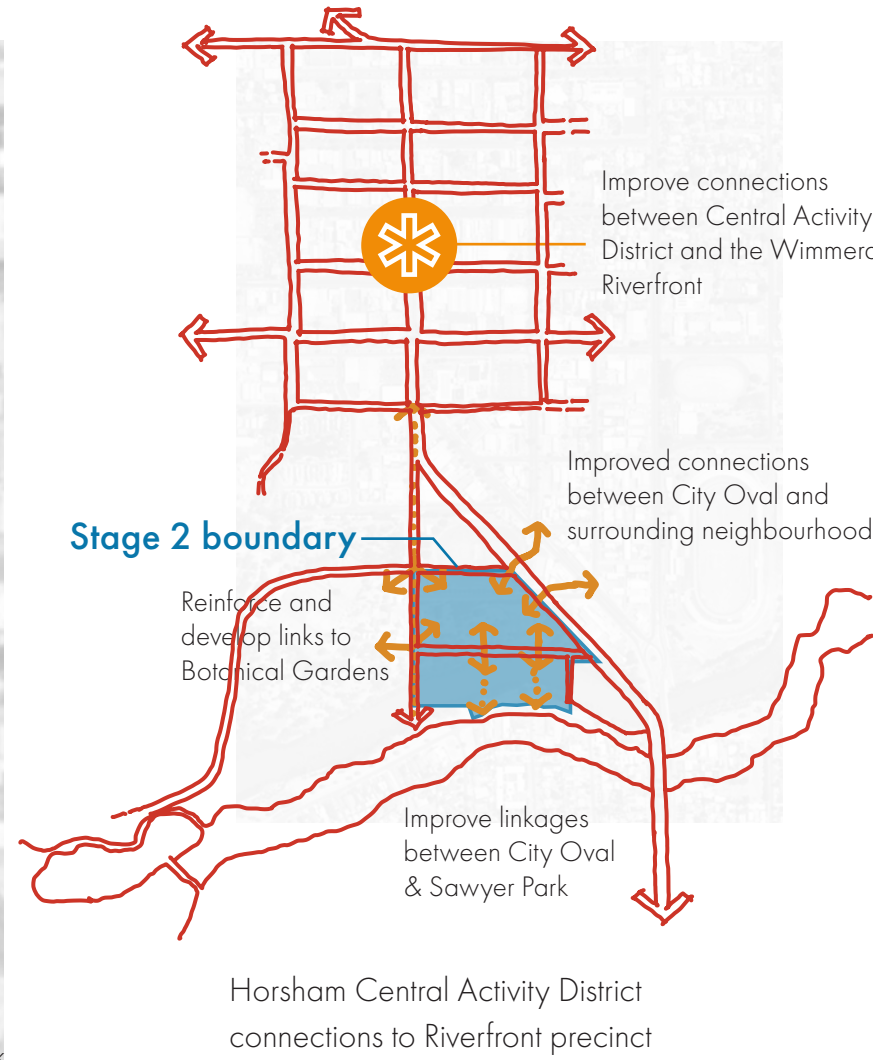 Improve connections
between Central Activity
District and the Wimmera
Riverfront
Improved connections
between City Oval and
surrounding neighbourhood
Stage 2 boundary
Reinforce and
develop links to
Botanical Gardens
Improve linkages
between City Oval
& Sawyer Park
Horsham Central Activity District
connections to Riverfront precinct